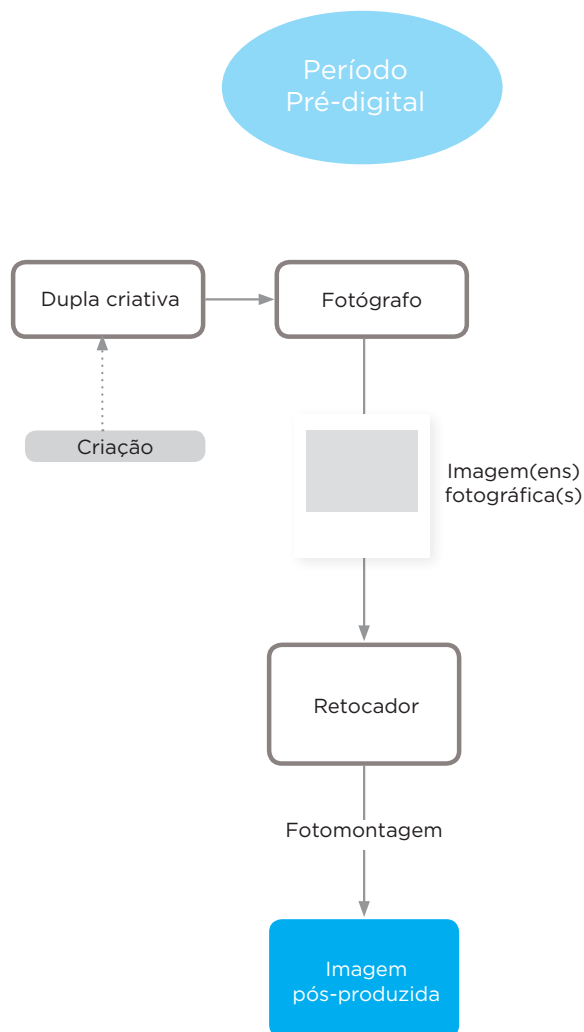 Período
Pré-digital
Dupla criativa
Fotógrafo
Criação
Imagem(ens)
fotográfica(s)
Retocador
Fotomontagem
Imagem
pós-produzida